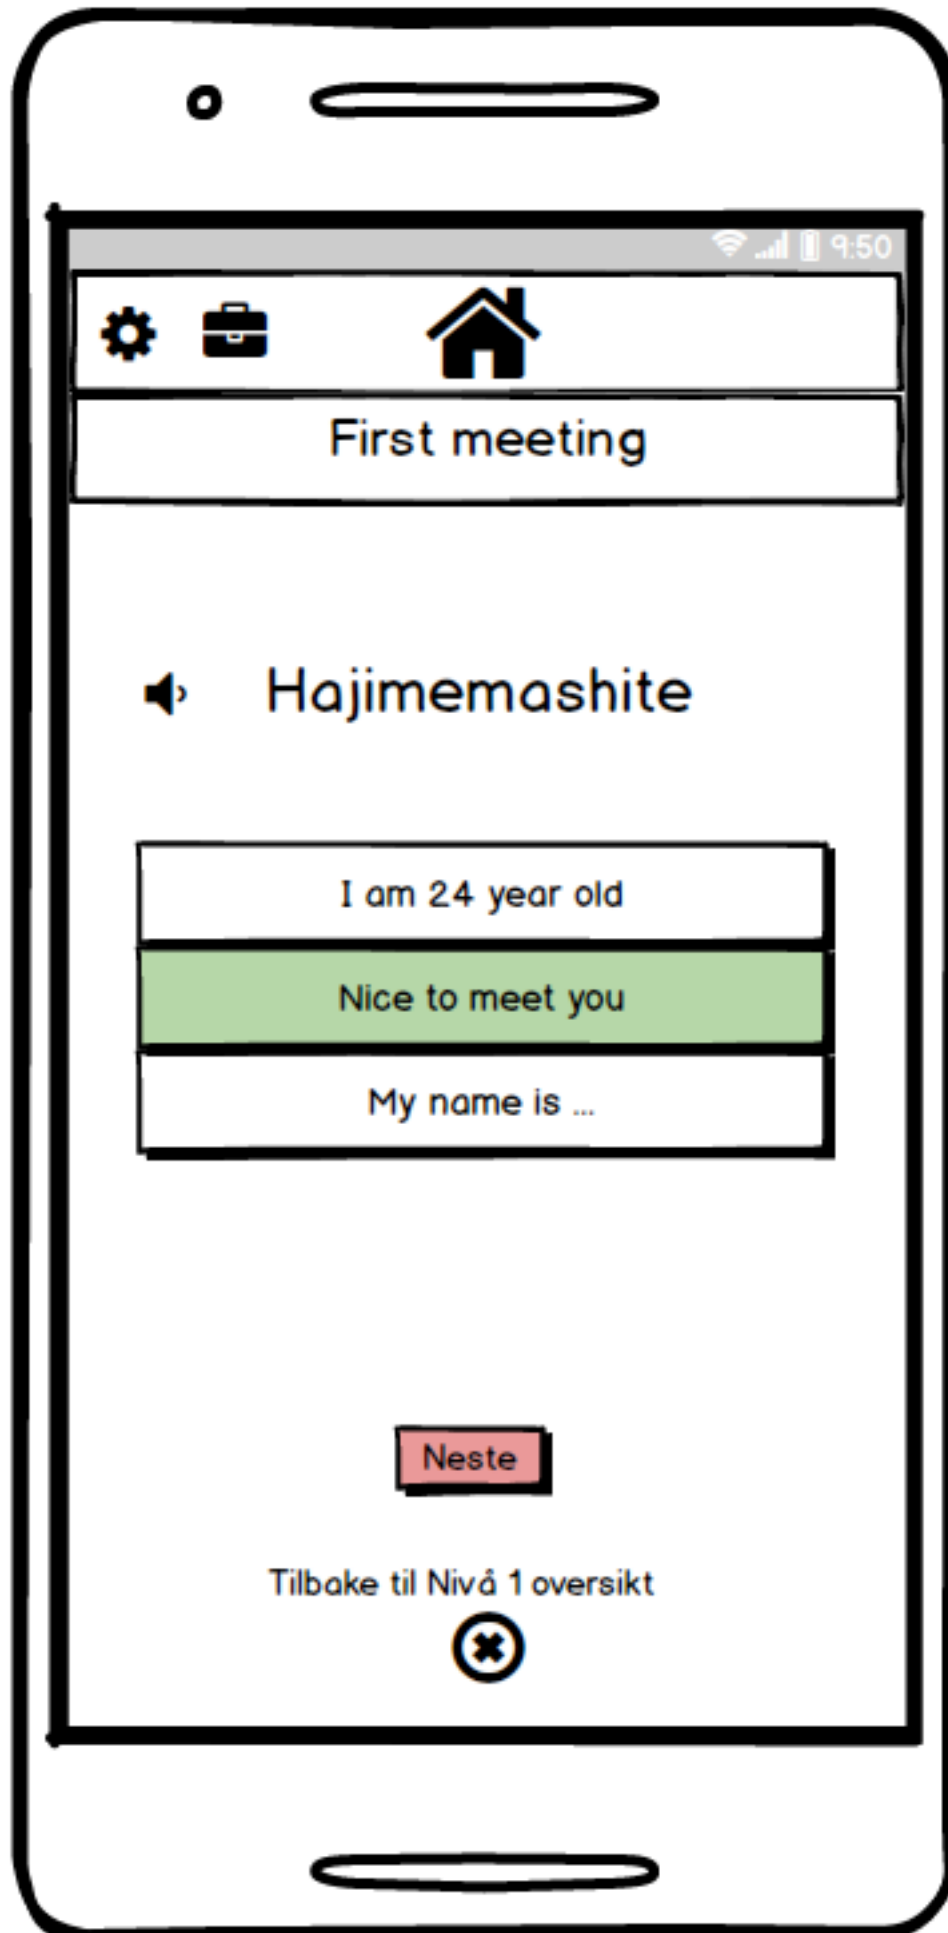 9:50
First meeting
Hajimemashite
I am 24 year old
Nice to meet you
My name is ...
Neste
Tilbake til Nivå 1 oversikt